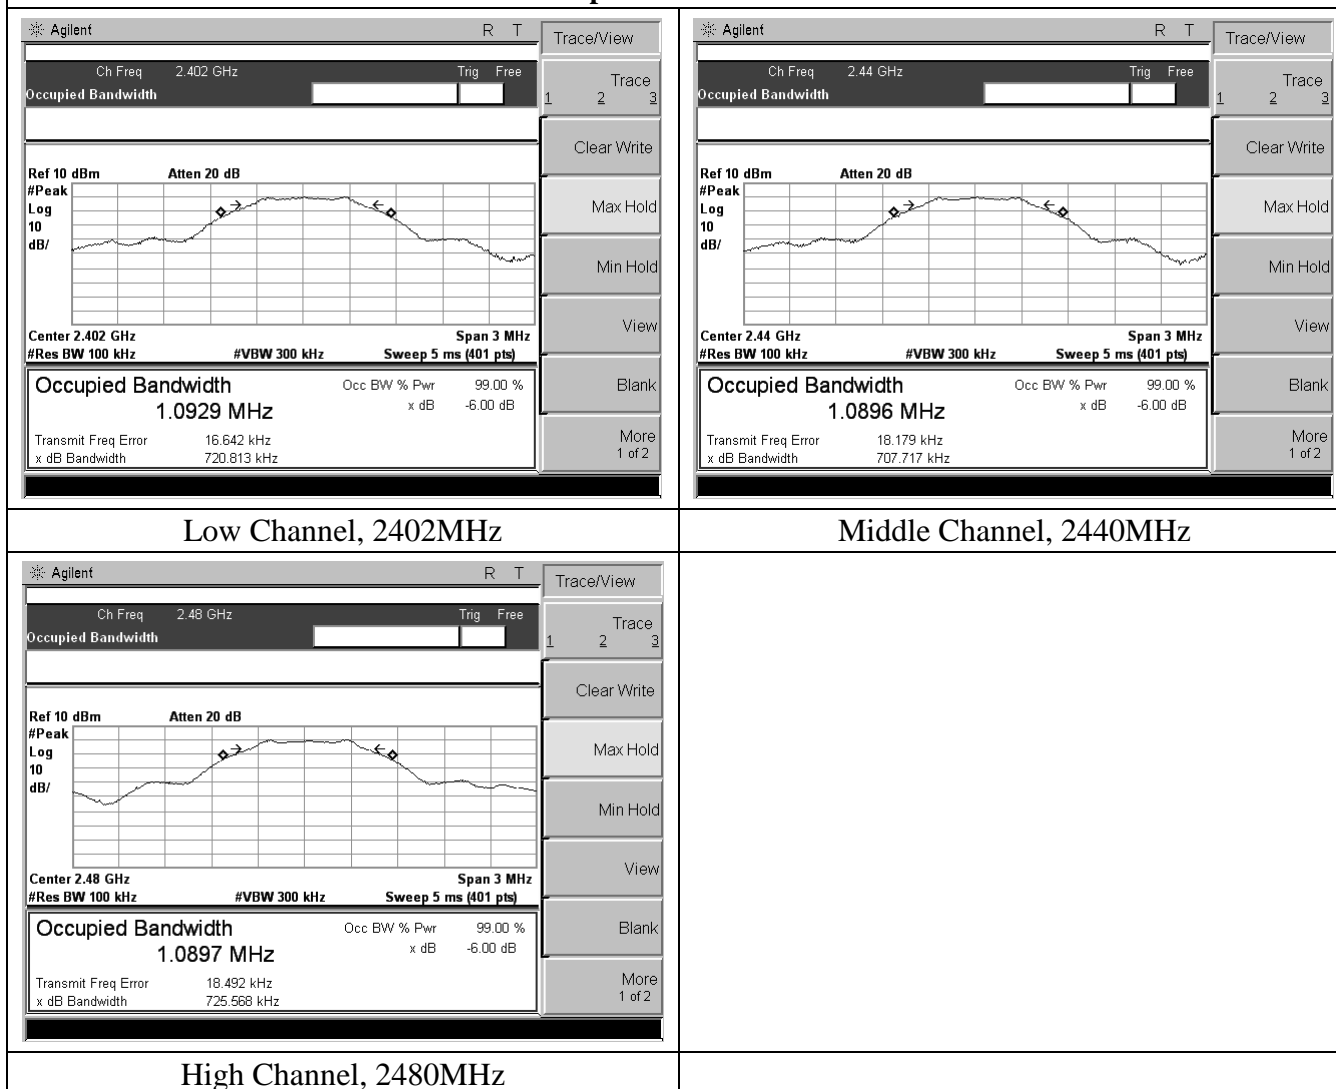 Agilent R T Trace/View
Ch Freq 2.402 GHz Trig Free
Occupied Bandwidth
Trace
1 2 3
Clear Write
Ref 10 dBm Atten 20 dB
#Peak
Log
10
dB/
Max Hold
Min Hold
View
Center 2.402 GHz Span 3 MHz
#Res BW 100 kHz #VBW 300 kHz Sweep 5 ms (401 pts)
Occupied Bandwidth Occ BW % Pwr 99.00 %
1.0929 MHz x dB -6.00 dB
Blank
Transmit Freq Error 16.642 kHz
x dB Bandwidth 720.813 kHz
More
1 of 2
Low Channel, 2402MHz
Agilent R T Trace/View
Ch Freq 2.44 GHz Trig Free
Occupied Bandwidth
Trace
1 2 3
Clear Write
Ref 10 dBm Atten 20 dB
#Peak
Log
10
dB/
Max Hold
Min Hold
View
Center 2.44 GHz Span 3 MHz
#Res BW 100 kHz #VBW 300 kHz Sweep 5 ms (401 pts)
Occupied Bandwidth Occ BW % Pwr 99.00 %
1.0896 MHz x dB -6.00 dB
Blank
Transmit Freq Error 18.179 kHz
x dB Bandwidth 707.717 kHz
More
1 of 2
Middle Channel, 2440MHz
Agilent R T Trace/View
Ch Freq 2.48 GHz Trig Free
Occupied Bandwidth
Trace
1 2 3
Clear Write
Ref 10 dBm Atten 20 dB
#Peak
Log
10
dB/
Max Hold
Min Hold
View
Center 2.48 GHz Span 3 MHz
#Res BW 100 kHz #VBW 300 kHz Sweep 5 ms (401 pts)
Occupied Bandwidth Occ BW % Pwr 99.00 %
1.0897 MHz x dB -6.00 dB
Blank
Transmit Freq Error 18.492 kHz
x dB Bandwidth 725.568 kHz
More
1 of 2
High Channel, 2480MHz